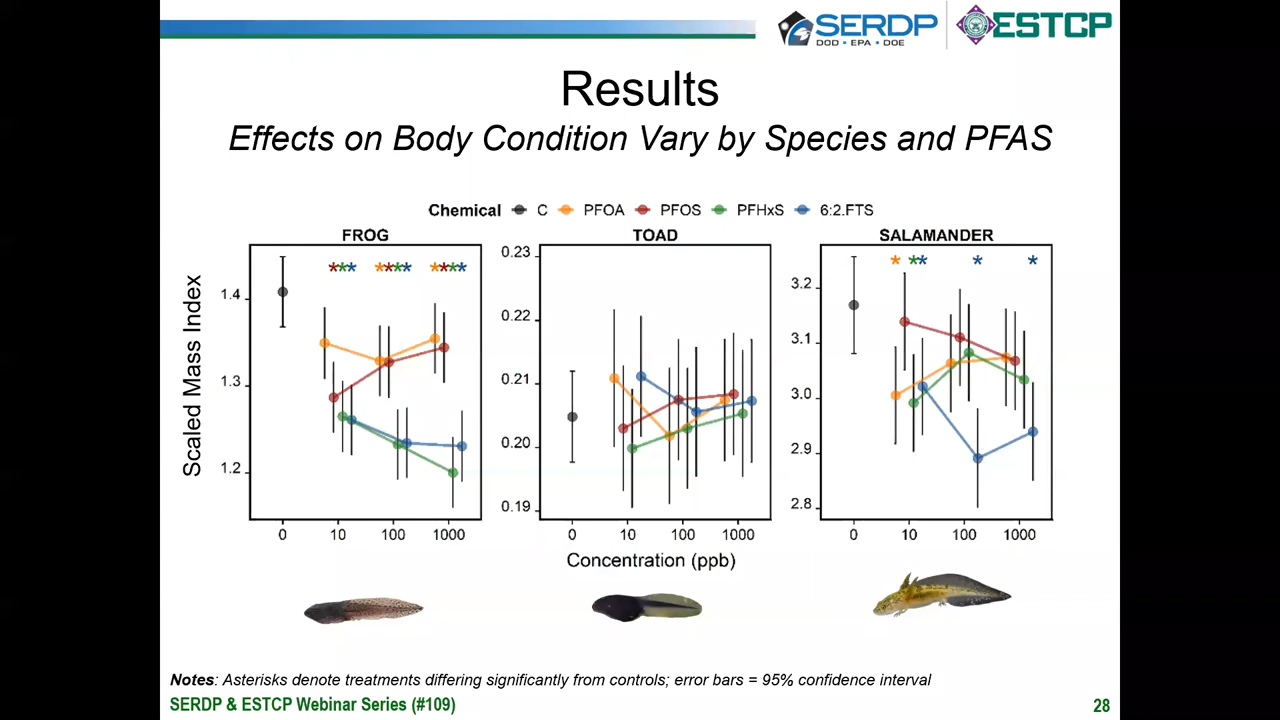 SERDP
DOD • EPA • DOE
ESTCP
Results
Effects on Body Condition Vary by Species and PFAS
Chemical C PFOA PFOS PFHxS 6:2.FTS
FROG TOAD SALAMANDER
Scaled Mass Index
1.4
1.3
1.2
0 10 100 1000
0.23
0.22
0.21
0.20
0.19
0 10 100 1000
3.2
3.1
3.0
2.9
2.8
0 10 100 1000
Concentration (ppb)
Notes: Asterisks denote treatments differing significantly from controls; error bars = 95% confidence interval
SERDP & ESTCP Webinar Series (#109)
28